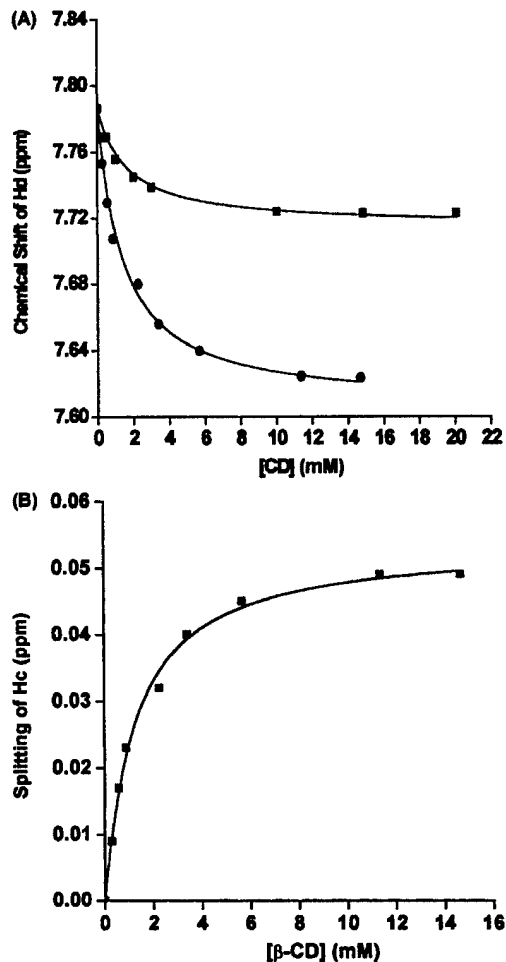 (A)
7.84
7.80
7.76
7.72
7.68
7.64
7.60
Chemical Shift of Hd (ppm)
0 2 4 6 8 10 12 14 16 18 20 22
[CD] (mM)
(B)
0.06
0.05
0.04
0.03
0.02
0.01
0.00
Splitting of Hc (ppm)
0 2 4 6 8 10 12 14 16
[β-CD] (mM)